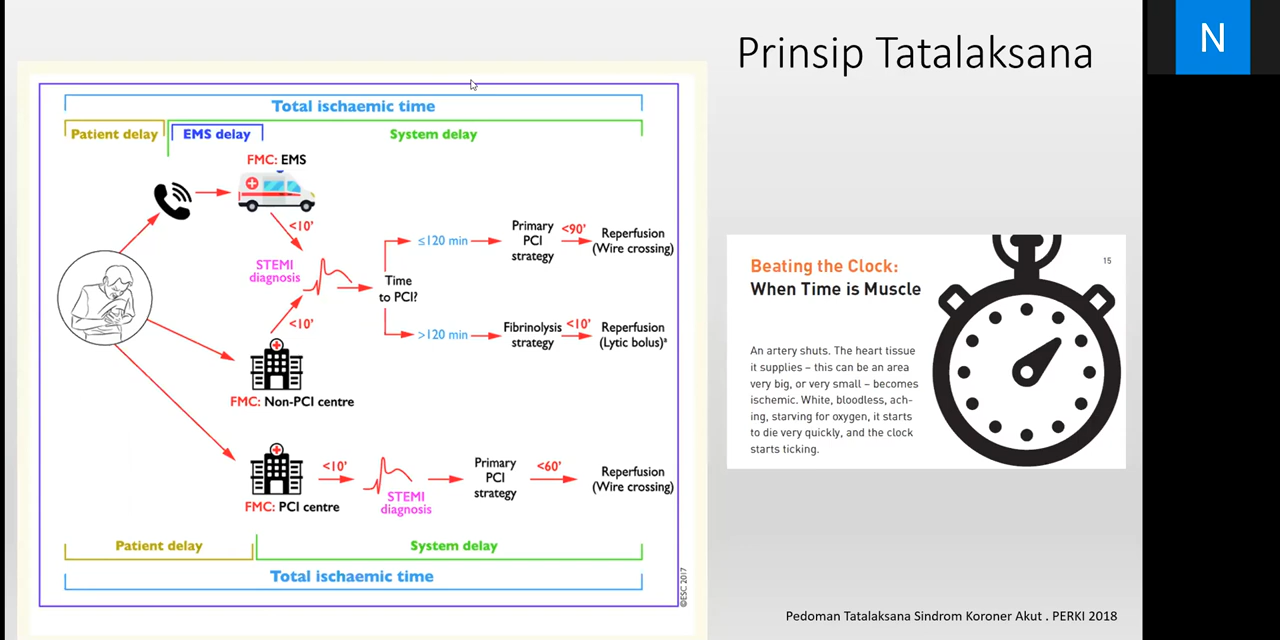 Prinsip Tatalaksana
N
Total ischaemic time
Patient delay
EMS delay
System delay
FMC: EMS
<10'
STEMI
diagnosis
<10'
Time
to PCI?
≤120 min
Primary
PCI
strategy
<90'
Reperfusion
(Wire crossing)
>120 min
Fibrinolysis
strategy
<10'
Reperfusion
(Lytic bolus)ª
FMC: Non-PCI centre
FMC: PCI centre
<10'
STEMI
diagnosis
Primary
PCI
strategy
<60'
Reperfusion
(Wire crossing)
Patient delay
System delay
Total ischaemic time
©ESC 2017
15
Beating the Clock:
When Time is Muscle
An artery shuts. The heart tissue
it supplies – this can be an area
very big, or very small – becomes
ischemic. White, bloodless, ach-
ing, starving for oxygen, it starts
to die very quickly, and the clock
starts ticking.
Pedoman Tatalaksana Sindrom Koroner Akut . PERKI 2018